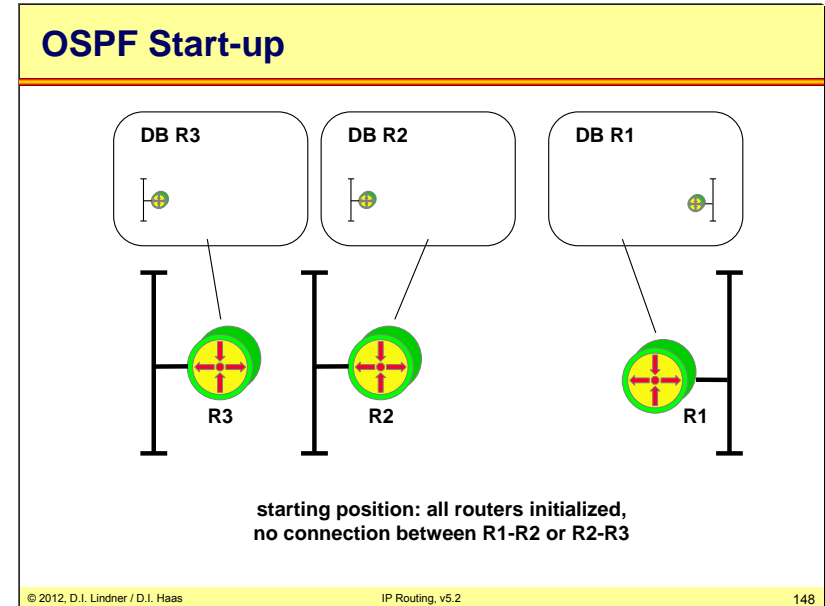 OSPF Start-up
DB R3
DB R2
DB R1
R3
R2
R1
starting position: all routers initialized,
no connection between R1-R2 or R2-R3
© 2012, D.I. Lindner / D.I. Haas
IP Routing, v5.2
148